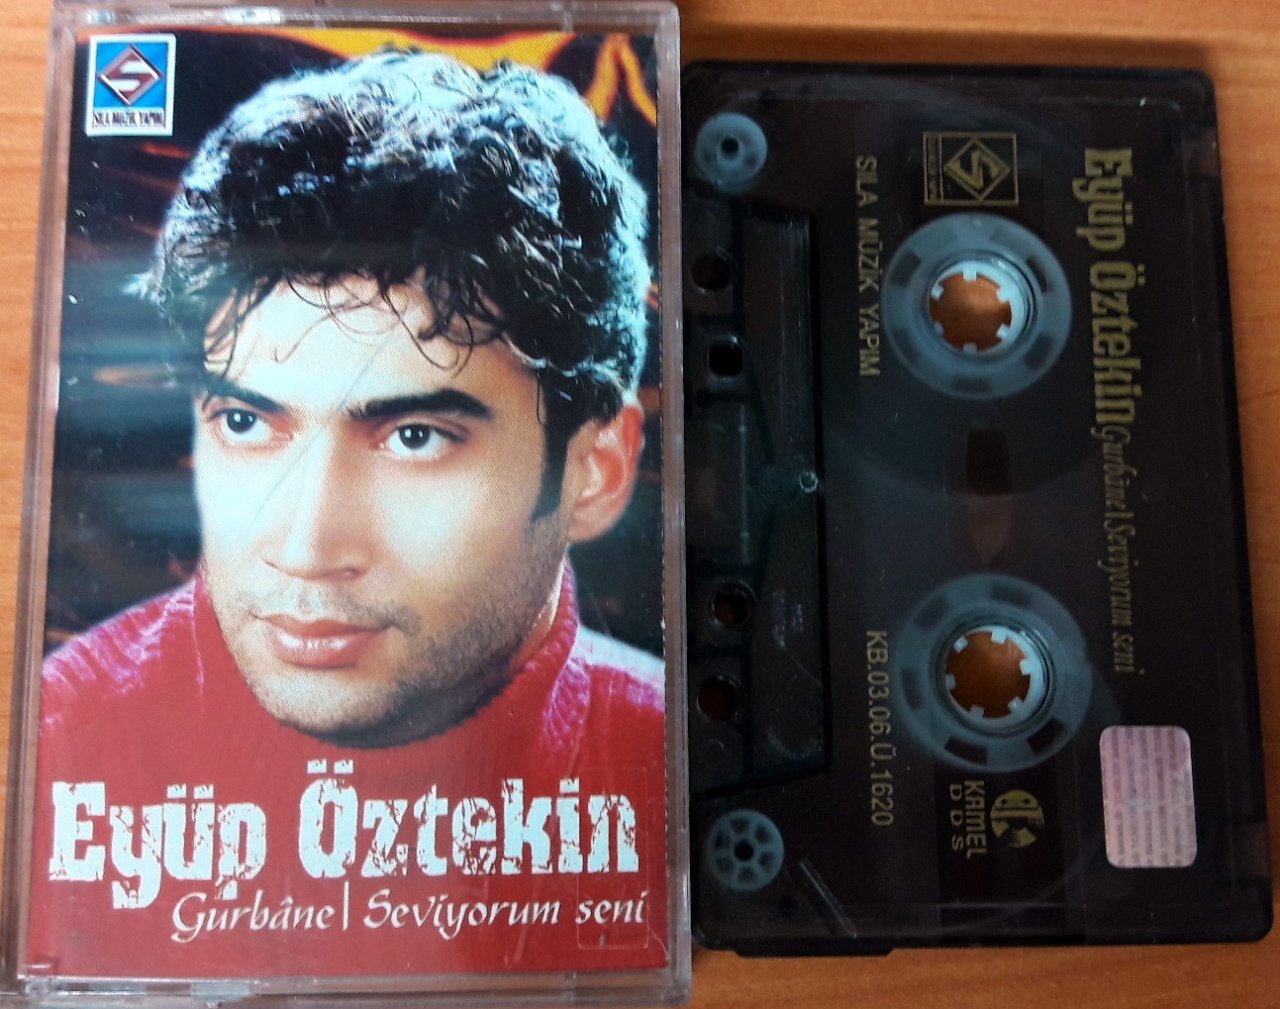 SILA MÜZİK YAPIM
Eyüp Öztekin
Gurbâne | Seviyorum seni
Eyüp Öztekin Gurbâne | Seviyorum seni
SILA MÜZİK YAPIM
KB.03.06.Ü.1620
KAMEL
DDS